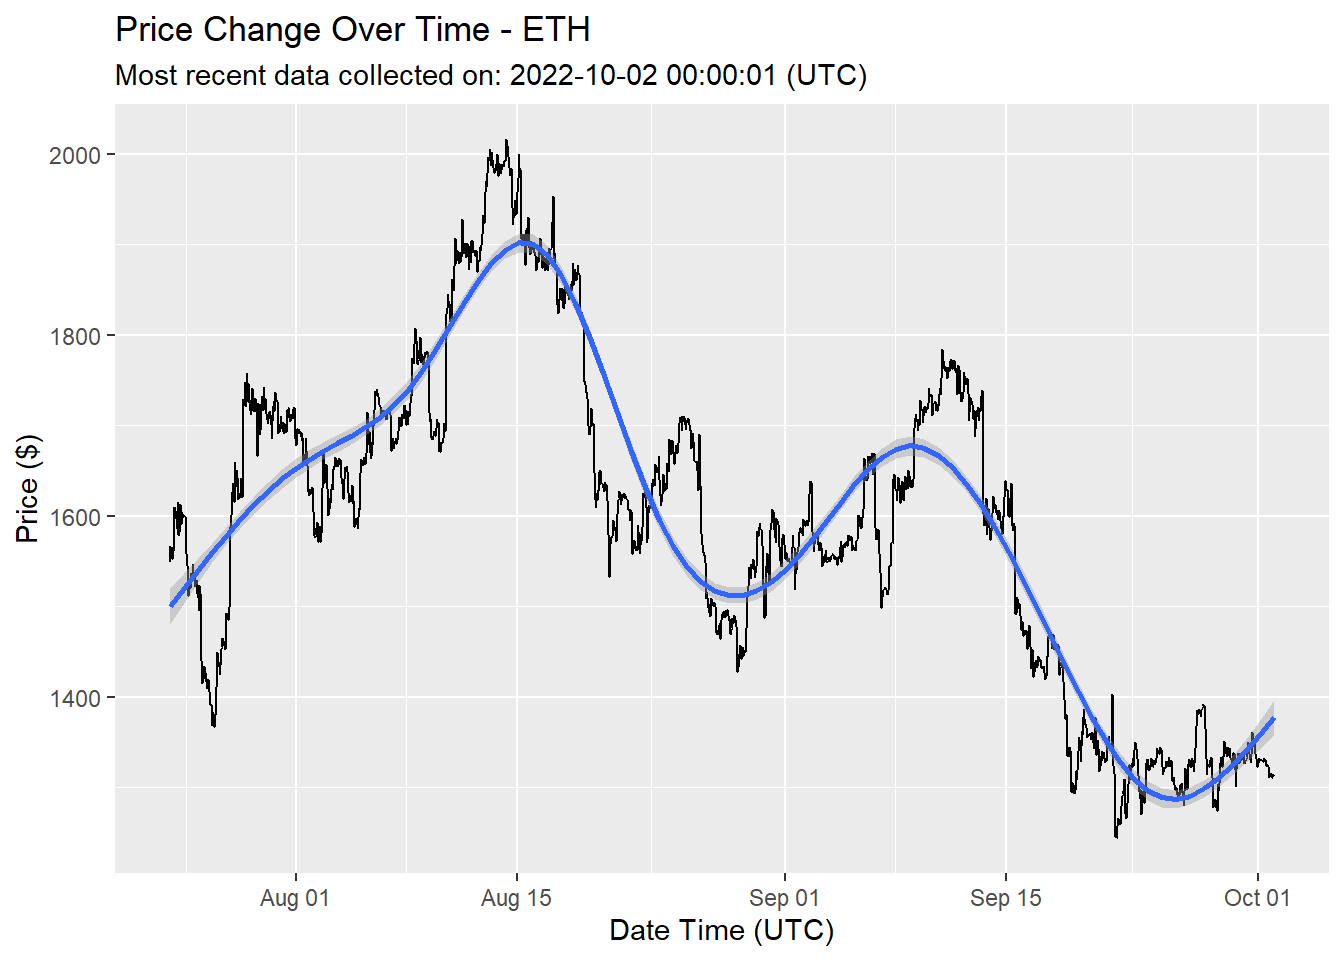 Price Change Over Time - ETH
Most recent data collected on: 2022-10-02 00:00:01 (UTC)
Price ($)
2000
1800
1600
1400
Aug 01
Aug 15
Sep 01
Sep 15
Oct 01
Date Time (UTC)